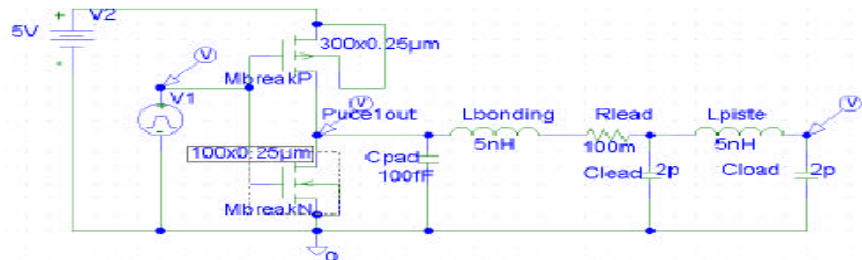 V2
5V
V
300x0.25µm
MbreakP
V1
V
Puce1out
Lbonding
Rlead
Lpiste
V
5nH
100m
5nH
100x0.25µm
Cpad
100fF
Clead
2p
Cload
2p
MbreakN
0